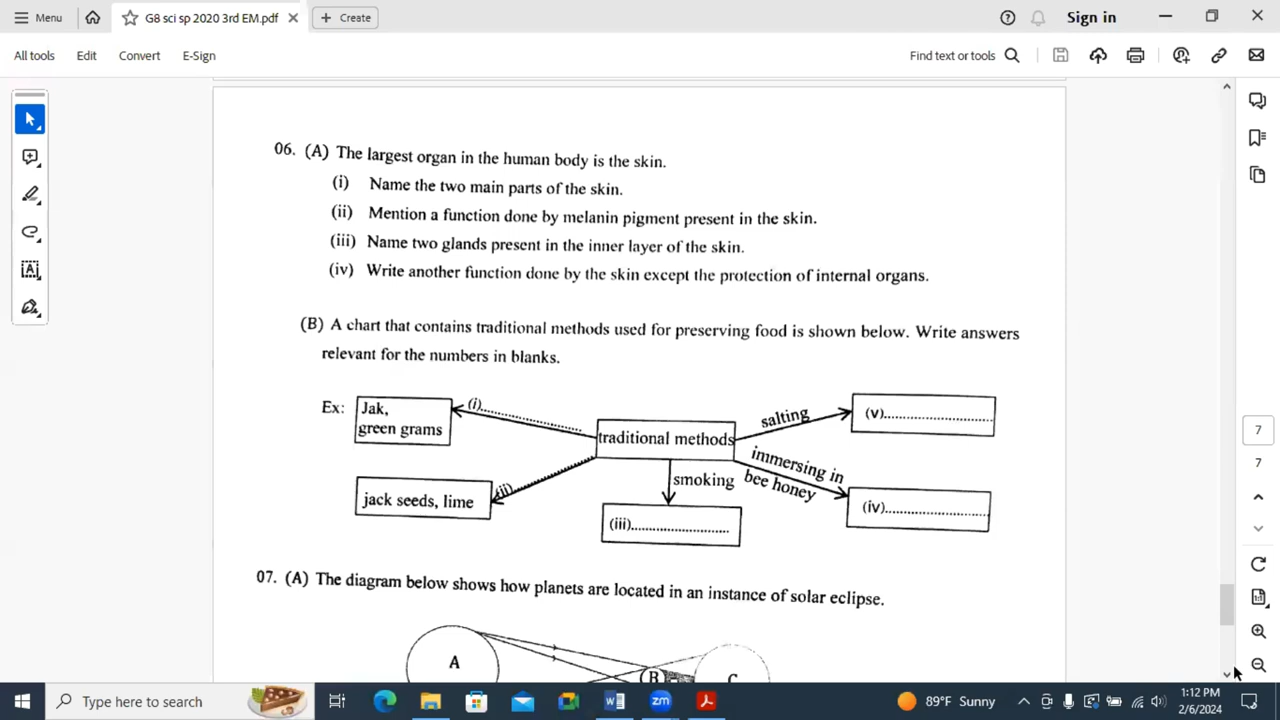 Menu
G8 sci sp 2020 3rd EM.pdf
Create
Sign in
All tools
Edit
Convert
E-Sign
Find text or tools
06. (A) The largest organ in the human body is the skin.
(i) Name the two main parts of the skin.
(ii) Mention a function done by melanin pigment present in the skin.
(iii) Name two glands present in the inner layer of the skin.
(iv) Write another function done by the skin except the protection of internal organs.
(B) A chart that contains traditional methods used for preserving food is shown below. Write answers
relevant for the numbers in blanks.
Ex:
Jak,
green grams
(i)....................
traditional methods
salting
(v)............................
jack seeds, lime
(ii)
smoking
(iii).........................
immersing in
bee honey
(iv)...........................
07. (A) The diagram below shows how planets are located in an instance of solar eclipse.
A
(B)
C
7
7
Type here to search
89°F Sunny
1:12 PM
2/6/2024